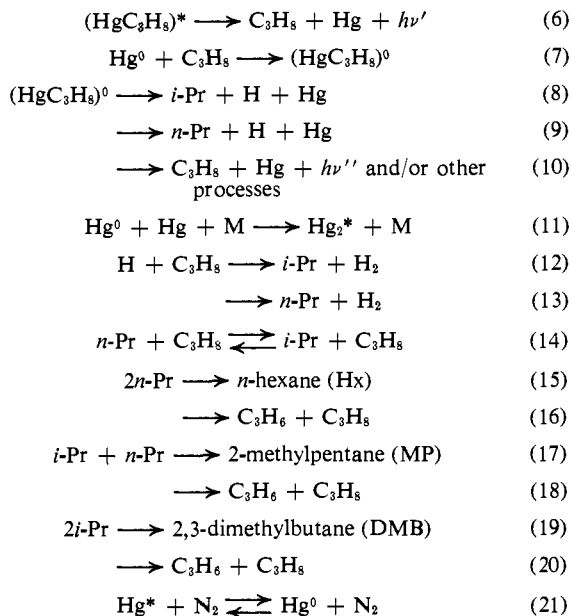 (HgC₃H₈)* ⟶ C₃H₈ + Hg + hν′ (6)
Hg⁰ + C₃H₈ ⟶ (HgC₃H₈)⁰ (7)
(HgC₃H₈)⁰ ⟶ i-Pr + H + Hg (8)
⟶ n-Pr + H + Hg (9)
⟶ C₃H₈ + Hg + hν′′ and/or other (10)
processes
Hg⁰ + Hg + M ⟶ Hg₂* + M (11)
H + C₃H₈ ⟶ i-Pr + H₂ (12)
⟶ n-Pr + H₂ (13)
n-Pr + C₃H₈ ⇌ i-Pr + C₃H₈ (14)
2n-Pr ⟶ n-hexane (Hx) (15)
⟶ C₃H₆ + C₃H₈ (16)
i-Pr + n-Pr ⟶ 2-methylpentane (MP) (17)
⟶ C₃H₆ + C₃H₈ (18)
2i-Pr ⟶ 2,3-dimethylbutane (DMB) (19)
⟶ C₃H₆ + C₃H₈ (20)
Hg* + N₂ ⇌ Hg⁰ + N₂ (21)